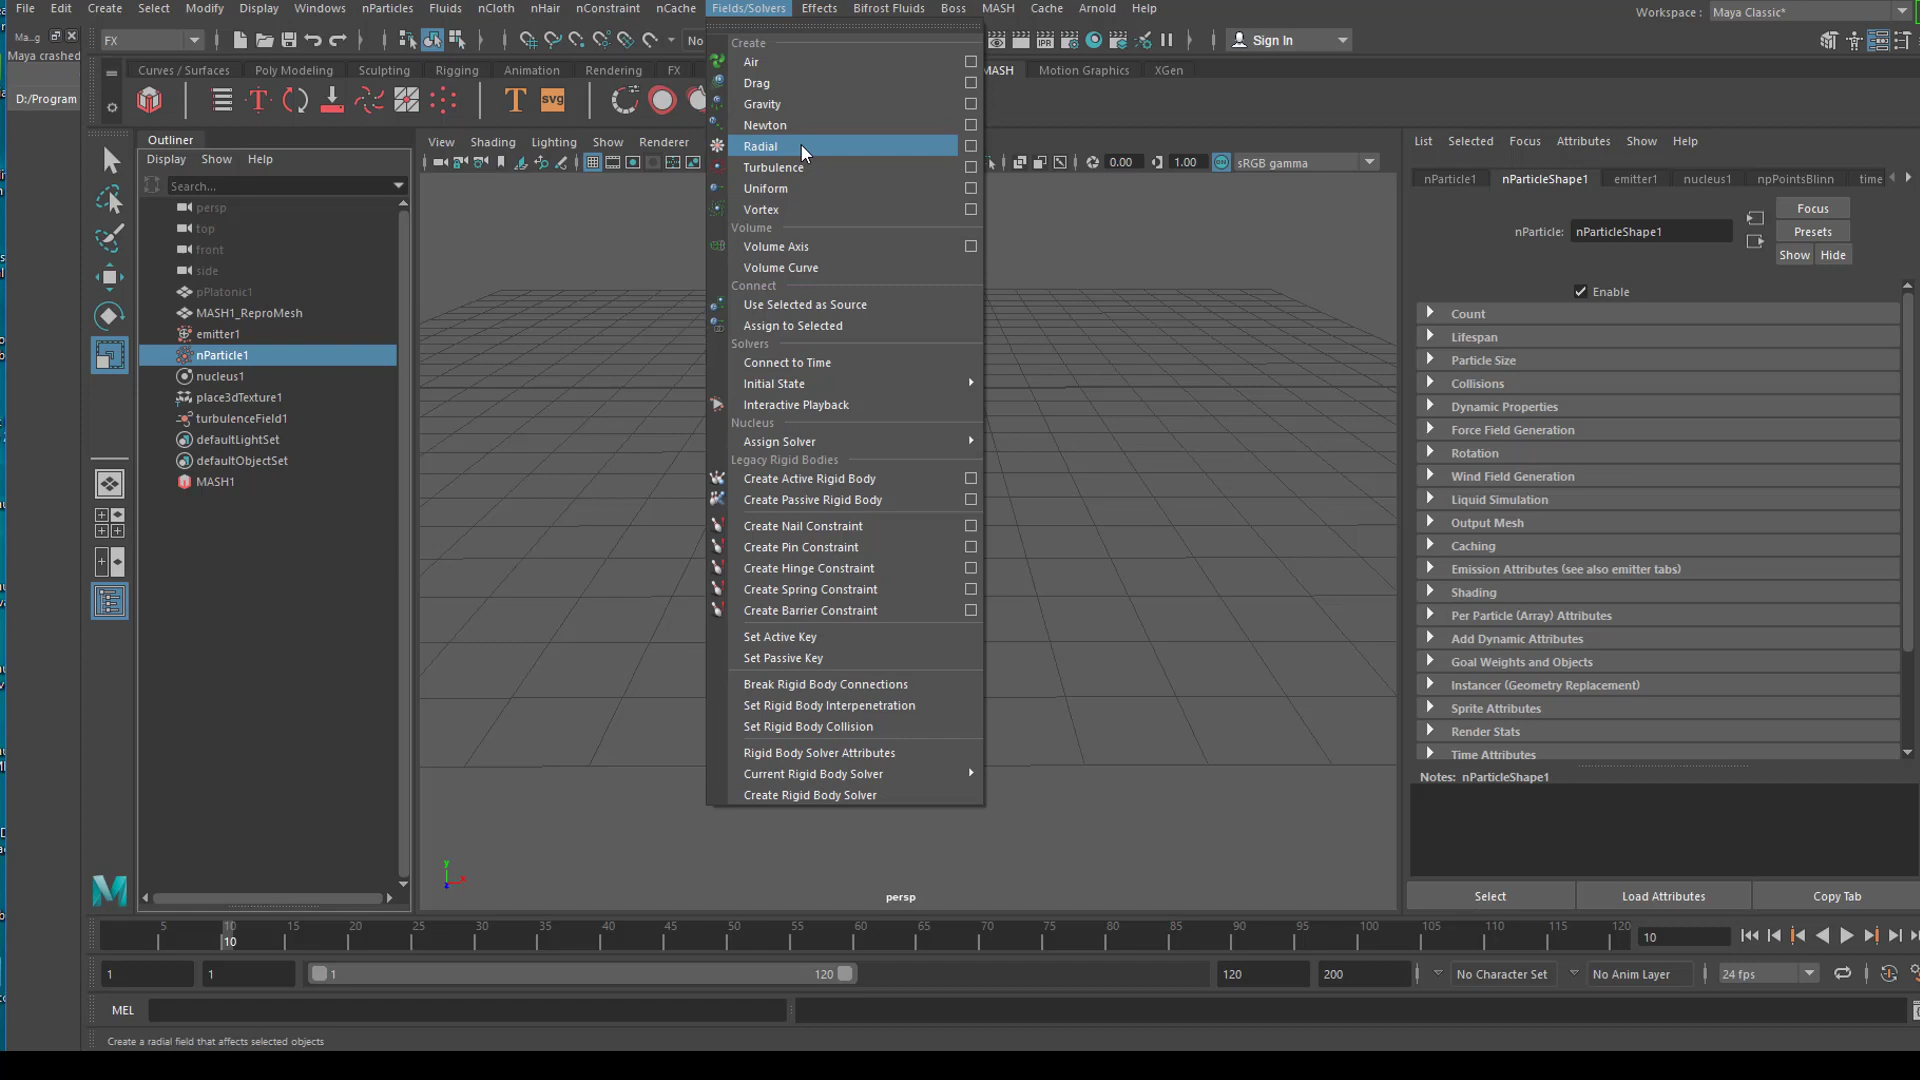 File Edit Create Select Modify Display Windows nParticles Fluids nCloth nHair nConstraint nCache Fields/Solvers Effects Bifrost Fluids Boss MASH Cache Arnold Help
Workspace : Maya Classic*
Ma...g
FX
No
Sign In
Maya crashed
Curves / Surfaces Poly Modeling Sculpting Rigging Animation Rendering FX
MASH Motion Graphics XGen
D:/Program
T
T
svg
Create
Air
Drag
Gravity
Newton
Radial
Turbulence
Uniform
Vortex
Volume
Volume Axis
Volume Curve
Connect
Use Selected as Source
Assign to Selected
Solvers
Connect to Time
Initial State
Interactive Playback
Nucleus
Assign Solver
Legacy Rigid Bodies
Create Active Rigid Body
Create Passive Rigid Body
Create Nail Constraint
Create Pin Constraint
Create Hinge Constraint
Create Spring Constraint
Create Barrier Constraint
Set Active Key
Set Passive Key
Break Rigid Body Connections
Set Rigid Body Interpenetration
Set Rigid Body Collision
Rigid Body Solver Attributes
Current Rigid Body Solver
Create Rigid Body Solver
Outliner
Display Show Help
Search...
persp
top
front
side
pPlatonic1
MASH1_ReproMesh
emitter1
nParticle1
nucleus1
place3dTexture1
turbulenceField1
defaultLightSet
defaultObjectSet
MASH1
View Shading Lighting Show Renderer
0.00 1.00 sRGB gamma
y
x
z
persp
List Selected Focus Attributes Show Help
nParticle1 nParticleShape1 emitter1 nucleus1 npPointsBlinn time
Focus
nParticle: nParticleShape1 Presets
Show Hide
Enable
Count
Lifespan
Particle Size
Collisions
Dynamic Properties
Force Field Generation
Rotation
Wind Field Generation
Liquid Simulation
Output Mesh
Caching
Emission Attributes (see also emitter tabs)
Shading
Per Particle (Array) Attributes
Add Dynamic Attributes
Goal Weights and Objects
Instancer (Geometry Replacement)
Sprite Attributes
Render Stats
Time Attributes
Notes: nParticleShape1
Select Load Attributes Copy Tab
5 10 15 20 25 30 35 40 45 50 55 60 65 70 75 80 85 90 95 100 105 110 115 120
10
10
1 1 1 120 120 200 No Character Set No Anim Layer 24 fps
MEL
Create a radial field that affects selected objects